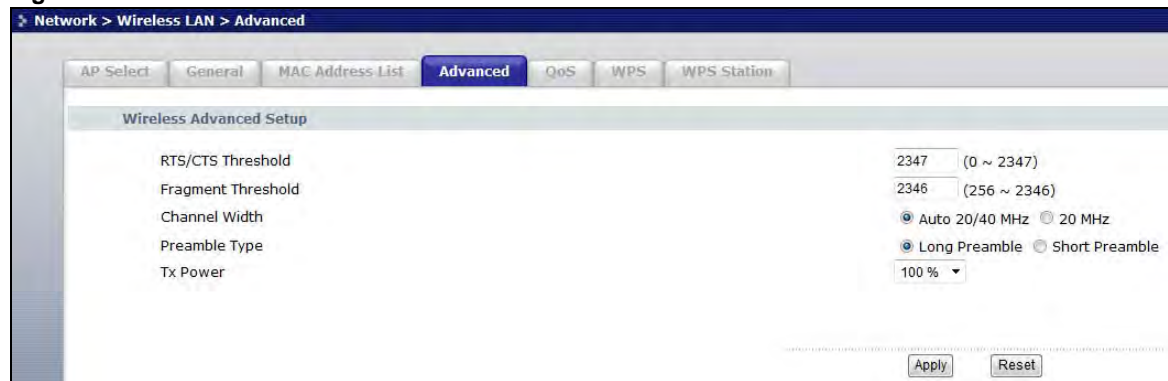 Network > Wireless LAN > Advanced
AP Select General MAC Address List Advanced QoS WPS WPS Station
Wireless Advanced Setup
RTS/CTS Threshold 2347 (0 ~ 2347)
Fragment Threshold 2346 (256 ~ 2346)
Channel Width Auto 20/40 MHz 20 MHz
Preamble Type Long Preamble Short Preamble
Tx Power 100 %
Apply Reset